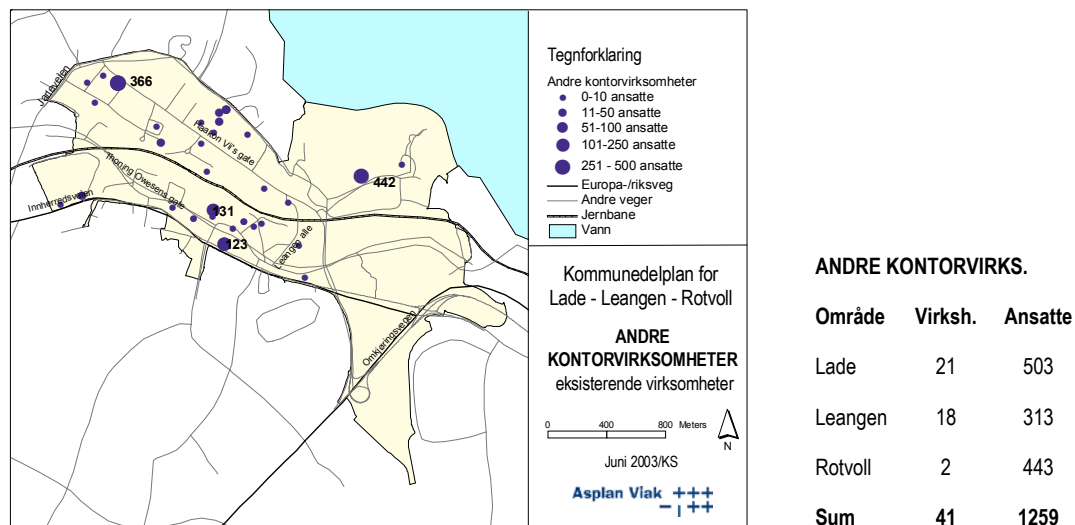 366
Jarleveien
Haakon VII's gate
442
Thoning Owesens gate
Innherredsveien
131
123
Leangen alle
Omkjøringsvegen
Tegnforklaring
Andre kontorvirksomheter
0-10 ansatte
11-50 ansatte
51-100 ansatte
101-250 ansatte
251 - 500 ansatte
Europa-/riksveg
Andre veger
Jernbane
Vann
Kommunedelplan for
Lade - Leangen - Rotvoll
ANDRE
KONTORVIRKSOMHETER
eksisterende virksomheter
0 400 800 Meters
N
Juni 2003/KS
Asplan Viak
ANDRE KONTORVIRKS.
Område Virksh. Ansatte
Lade 21 503
Leangen 18 313
Rotvoll 2 443
Sum 41 1259